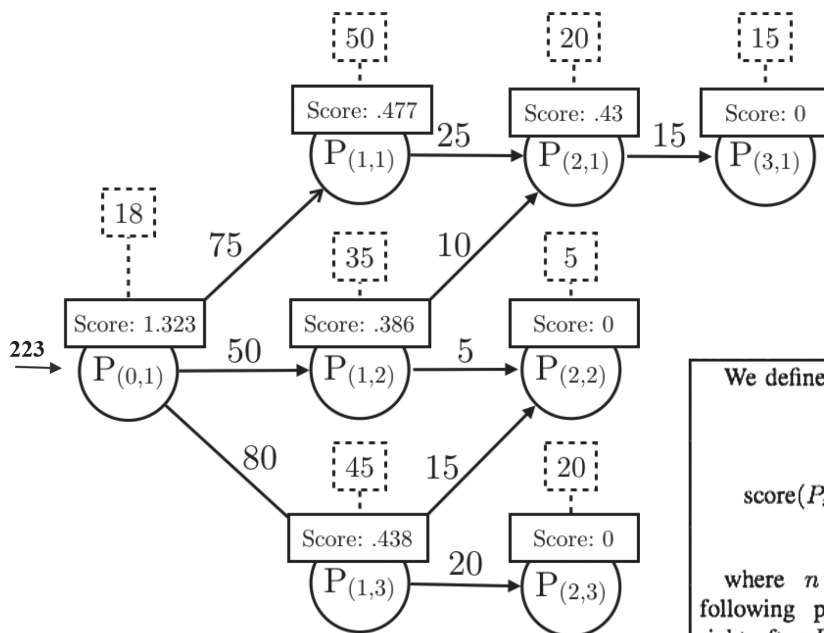 50
20
15
Score: .477
Score: .43
Score: 0
P(1,1)
25
P(2,1)
15
P(3,1)
18
75
35
10
5
Score: 1.323
Score: .386
Score: 0
223
P(0,1)
50
P(1,2)
5
P(2,2)
80
45
15
20
Score: .438
Score: 0
P(1,3)
20
P(2,3)
We define
score(P
where n
following p